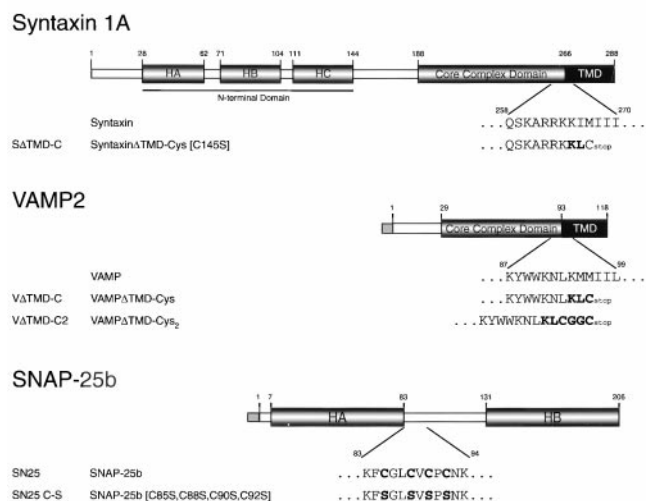 Syntaxin 1A
1 28 62 71 104 111 144 188 266 288
HA HB HC Core Complex Domain TMD
N-terminal Domain
258 270
Syntaxin ...QSKARRKKIMIII...
SΔTMD-C SyntaxinΔTMD-Cys [C145S] ...QSKARRKKLCstop
VAMP2
1 29 93 118
Core Complex Domain TMD
87 99
VAMP ...KYWWKNLKMMIIL...
VΔTMD-C VAMPΔTMD-Cys ...KYWWKNLKLCstop
VΔTMD-C2 VAMPΔTMD-Cys₂ ...KYWWKNLKLCGGCstop
SNAP-25b
1 7 83 131 206
HA HB
83 94
SN25 SNAP-25b ...KFCGLCVCPCNK...
SN25 C-S SNAP-25b [C85S,C88S,C90S,C92S] ...KFSGLSVSPSNK...